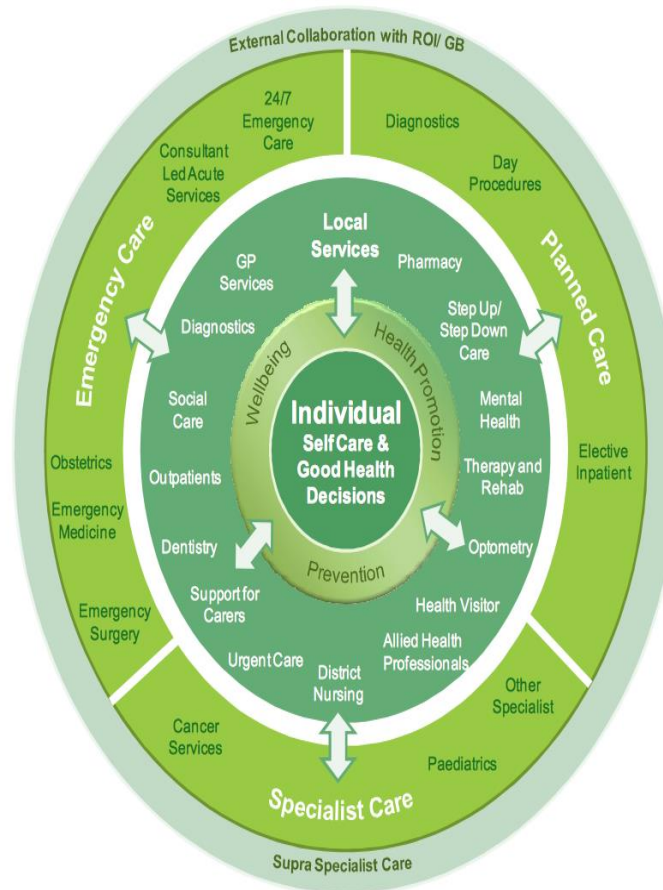 External Collaboration with ROI/ GB
24/7
Emergency
Care
Consultant
Led Acute
Services
Emergency Care
Obstetrics
Emergency
Medicine
Emergency
Surgery
Diagnostics
Day
Procedures
Planned Care
Elective
Inpatient
Local
Services
GP
Services
Diagnostics
Social
Care
Outpatients
Dentistry
Support for
Carers
Urgent Care
District
Nursing
Pharmacy
Step Up/
Step Down
Care
Mental
Health
Therapy and
Rehab
Optometry
Health Visitor
Allied Health
Professionals
Wellbeing
Health Promotion
Prevention
Individual
Self Care &
Good Health
Decisions
Cancer
Services
Specialist Care
Other
Specialist
Paediatrics
Supra Specialist Care